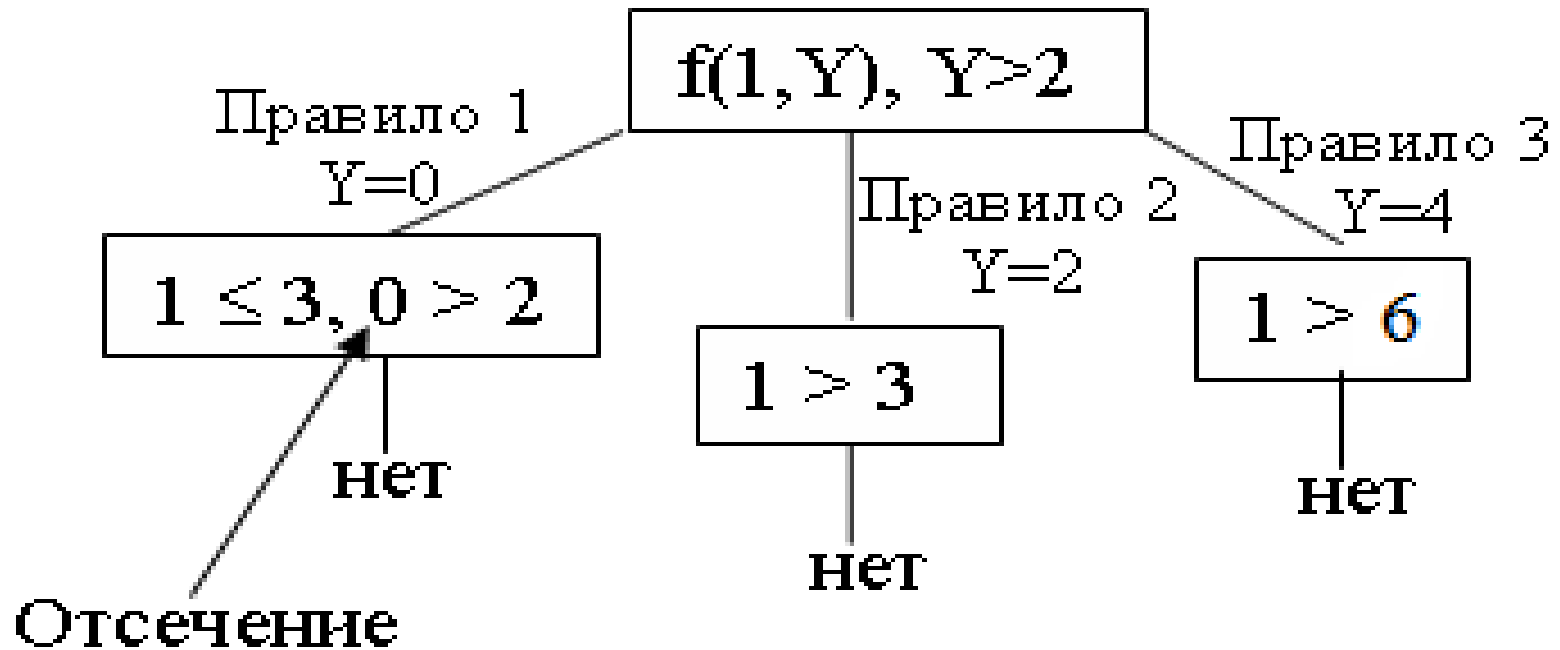 f(1,Y), Y>2
Правило 1
Y=0
Правило 2
Y=2
Правило 3
Y=4
1 ≤ 3, 0 > 2
1 > 3
1 > 6
нет
нет
нет
Отсечение